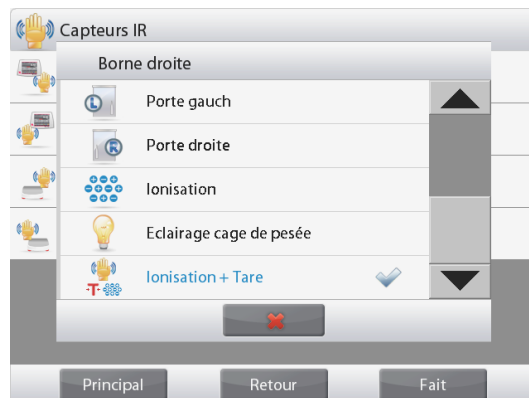 Capteurs IR
Borne droite
L
Porte gauch
R
Porte droite
Ionisation
Eclairage cage de pesée
T
Ionisation + Tare
Principal
Retour
Fait